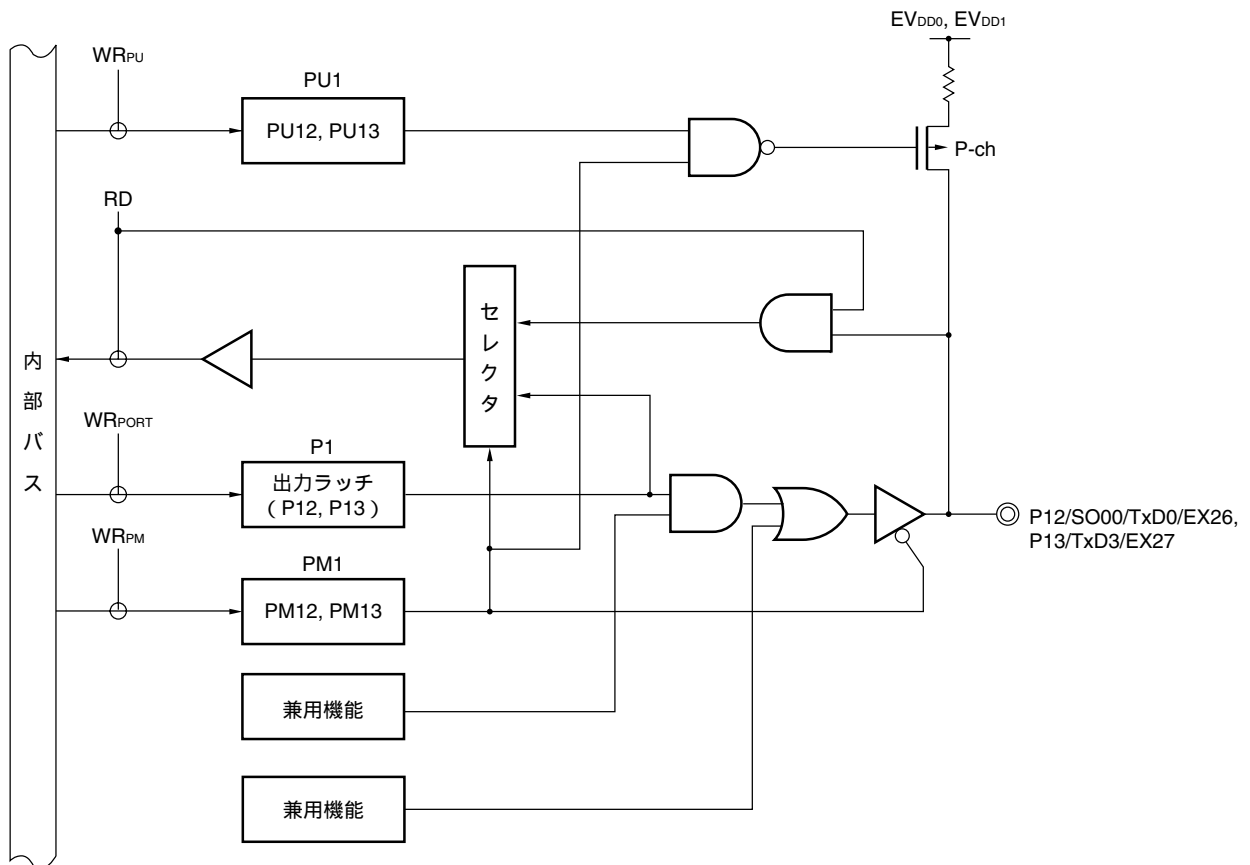 EVDD0, EVDD1
WRPU
PU1
PU12, PU13
P-ch
RD
セレクタ
内部バス
WRPORT
P1
出力ラッチ
（P12, P13）
P12/SO00/TxD0/EX26,
P13/TxD3/EX27
WRPM
PM1
PM12, PM13
兼用機能
兼用機能